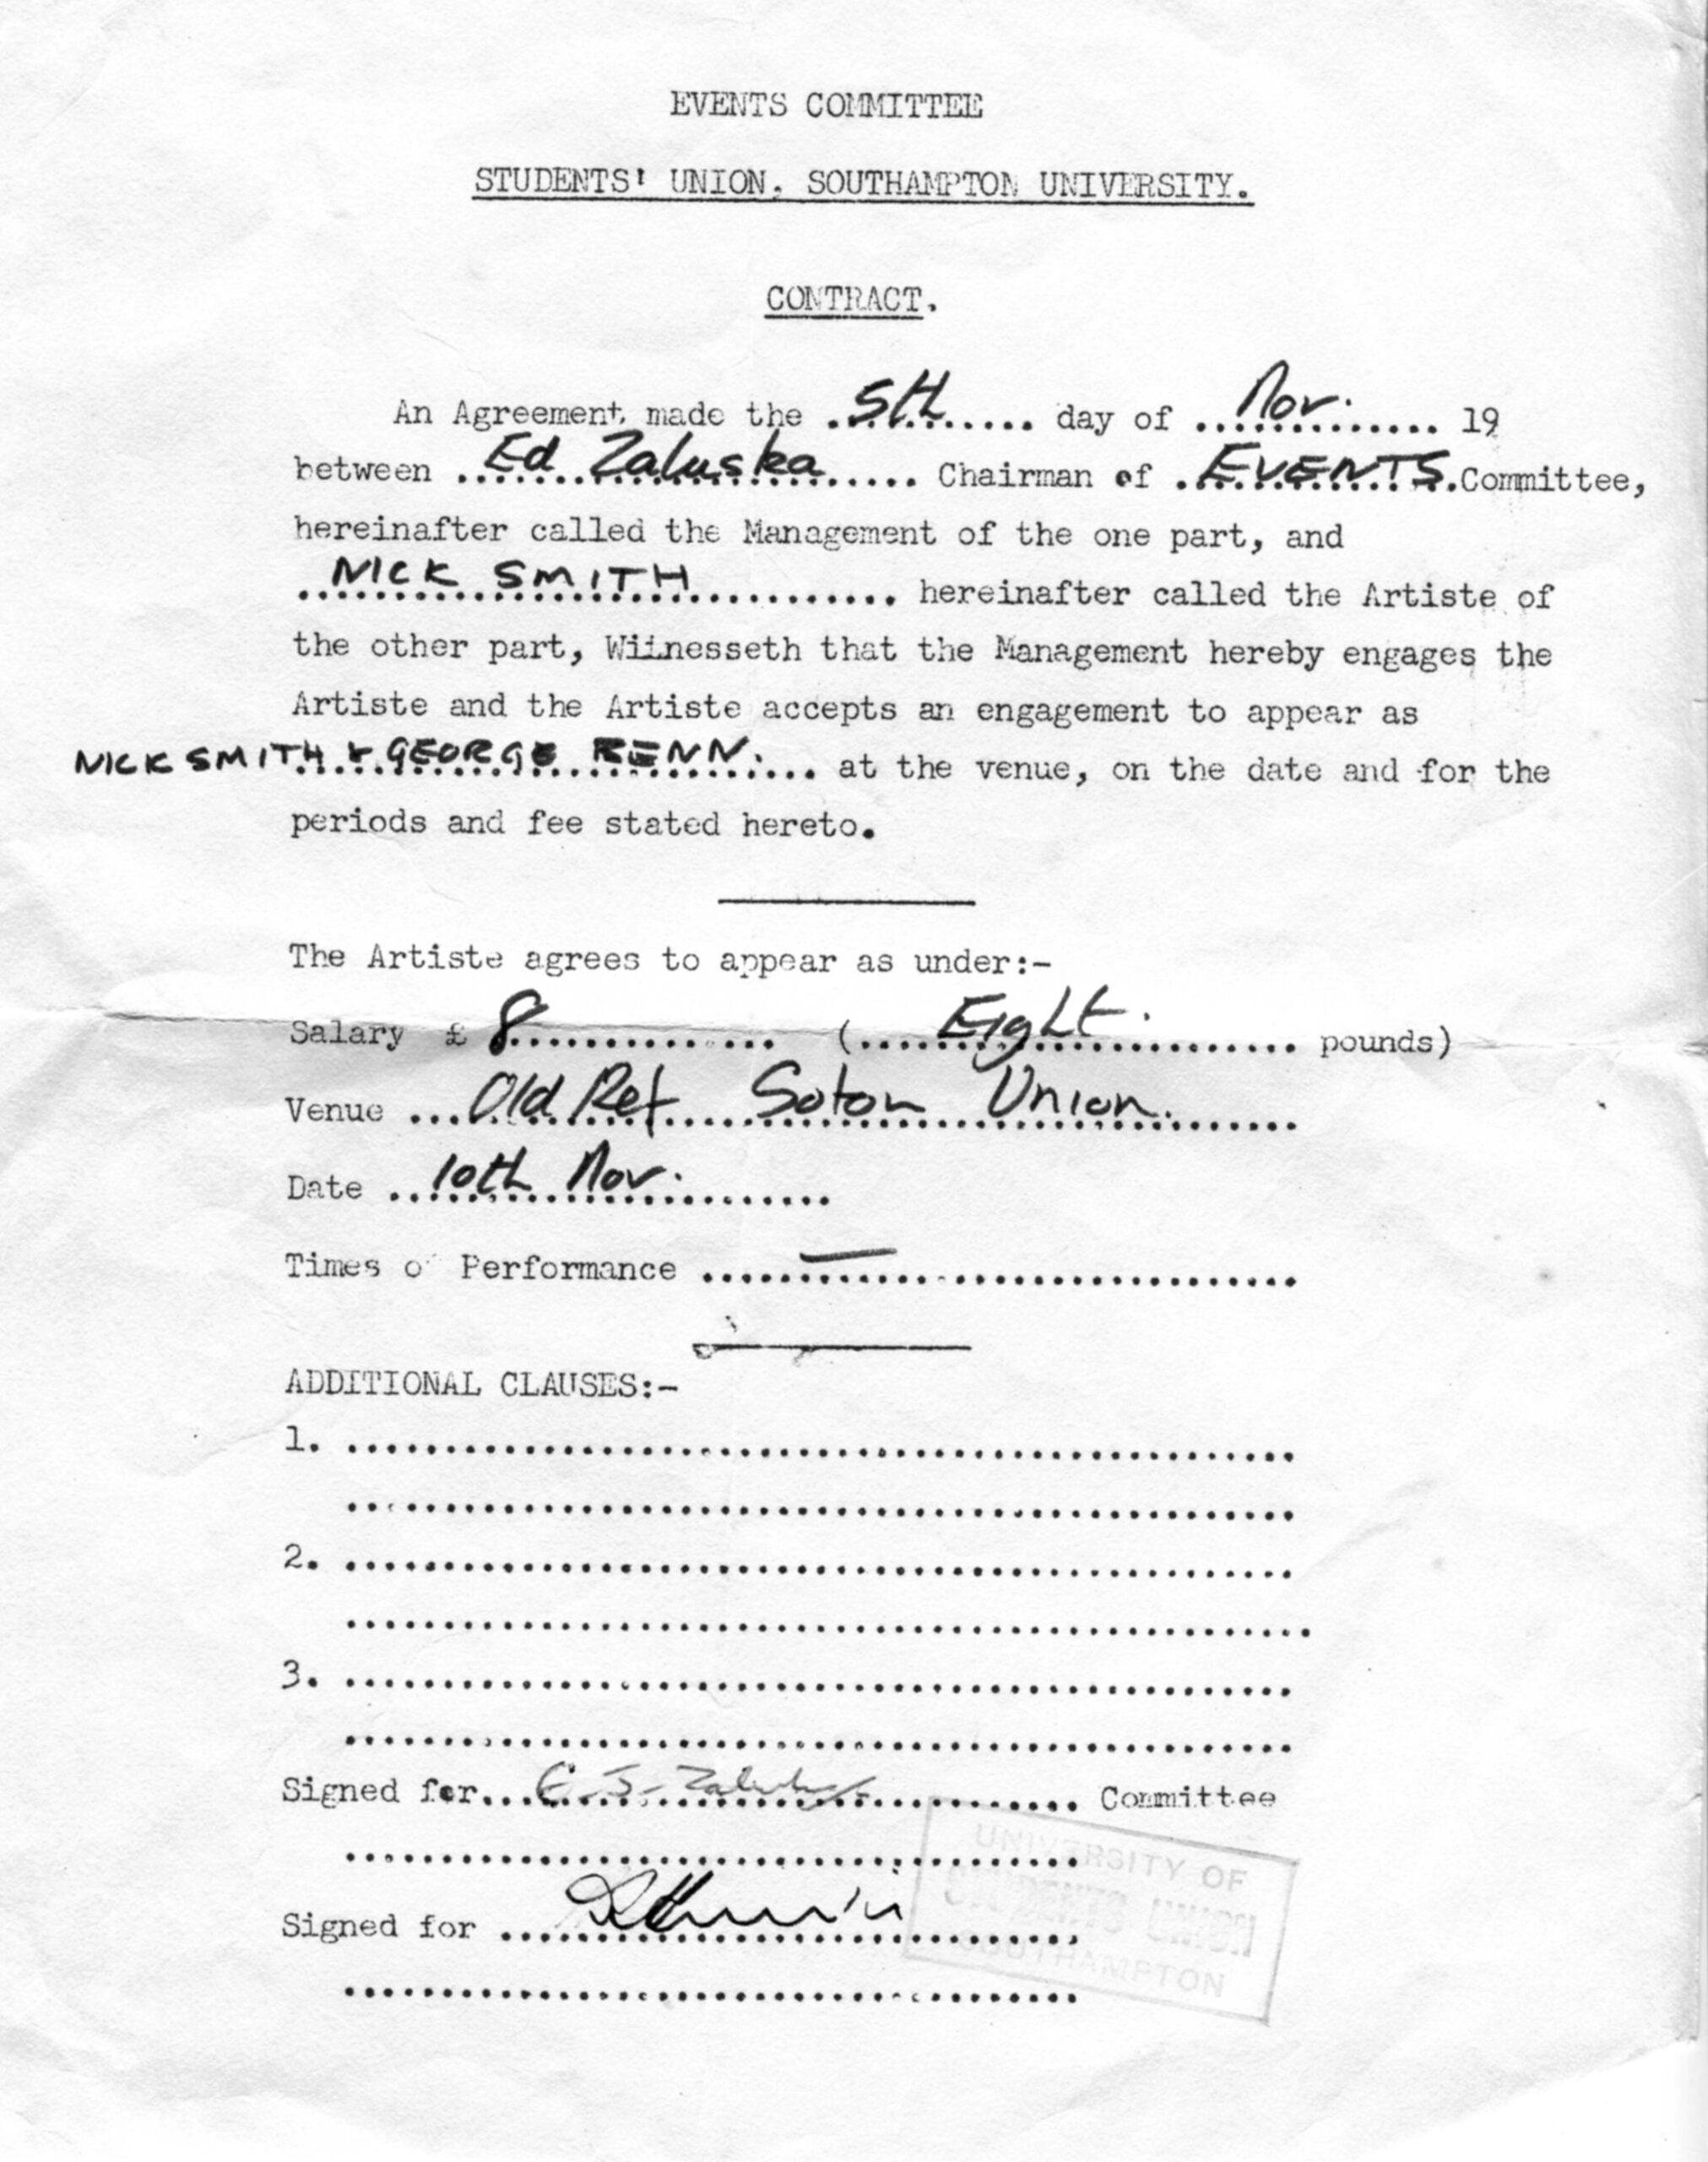 EVENTS COMMITTEE
STUDENTS' UNION, SOUTHAMPTON UNIVERSITY.
CONTRACT.
An Agreement made the 5th day of Nov. 19
between Ed Zaluska Chairman of EVENTS Committee,
hereinafter called the Management of the one part, and
NICK SMITH hereinafter called the Artiste of
the other part, Wiinesseth that the Management hereby engages the
Artiste and the Artiste accepts an engagement to appear as
NICK SMITH + GEORGE RENN. at the venue, on the date and for the
periods and fee stated hereto.
The Artiste agrees to appear as under:-
Salary £ 8 (Eight. pounds)
Venue Old Ref Soton Union.
Date 10th Nov.
Times of Performance —
ADDITIONAL CLAUSES:-
1.
2.
3.
Signed for E. J. Zaluska Committee
Signed for
UNIVERSITY OF
STUDENTS UNION
SOUTHAMPTON